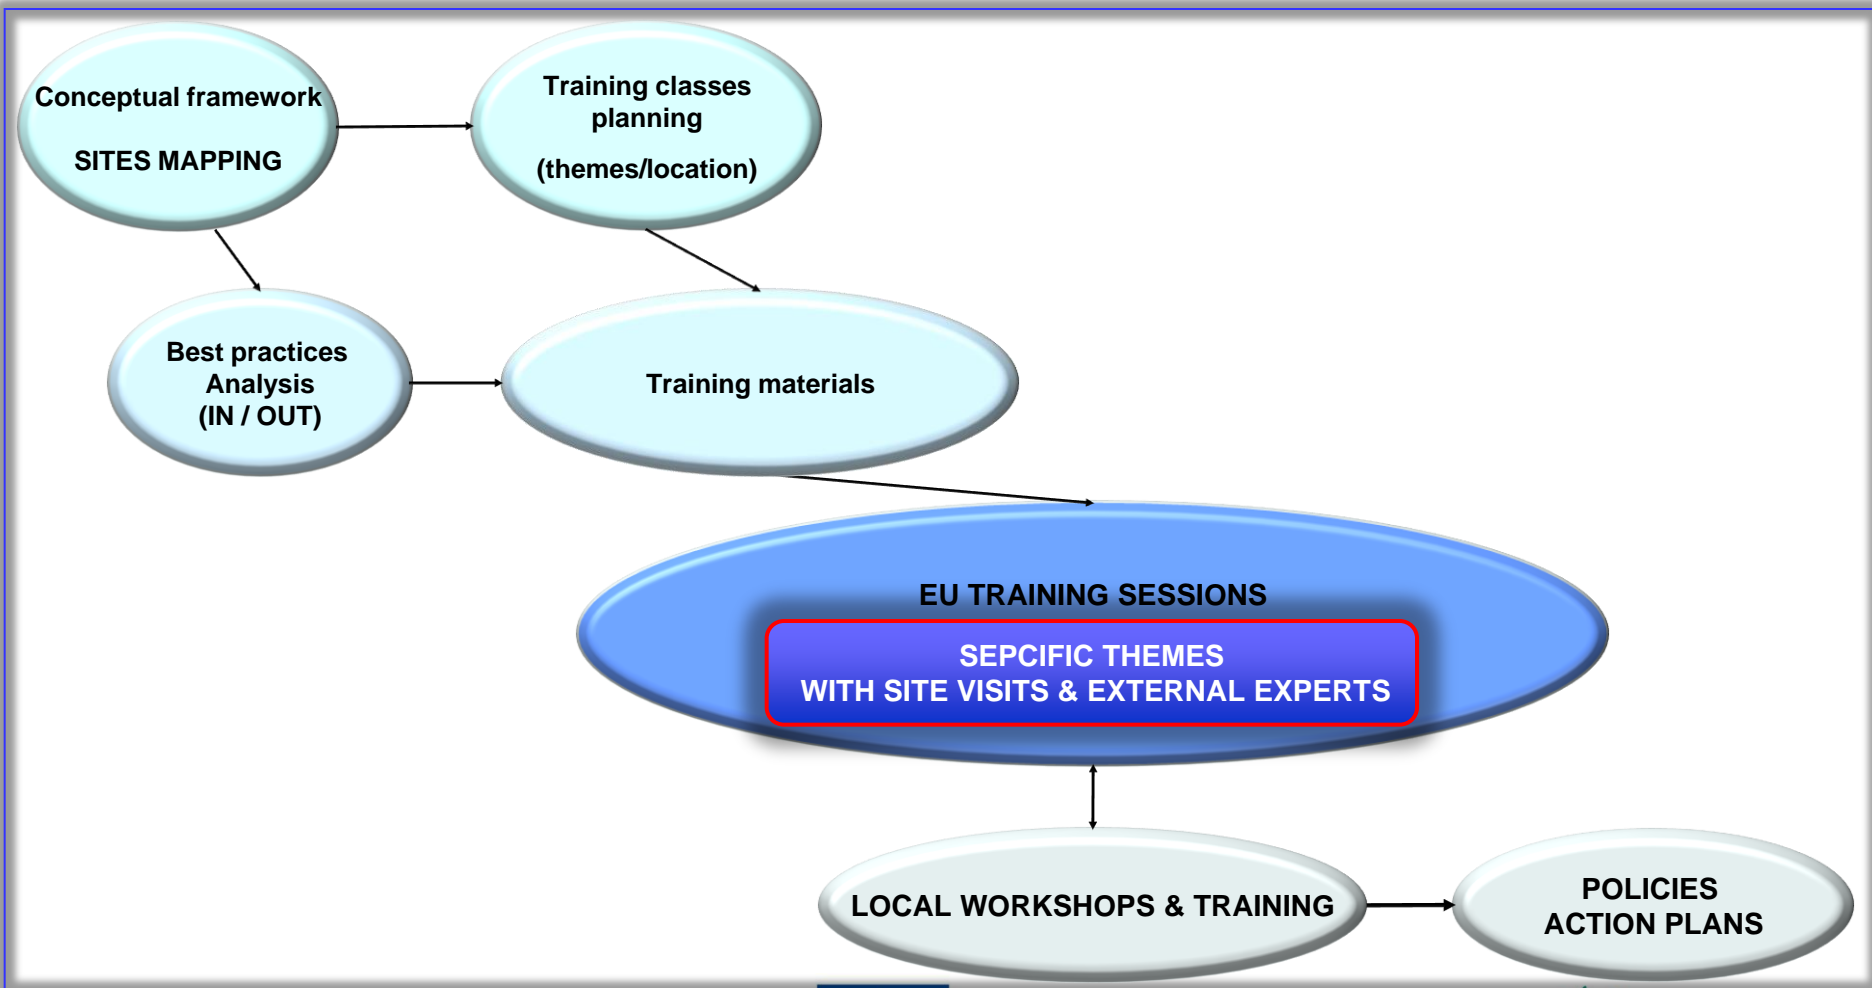 Conceptual framework
SITES MAPPING
Training classes
planning
(themes/location)
Best practices
Analysis
(IN / OUT)
Training materials
EU TRAINING SESSIONS
SEPCIFIC THEMES
WITH SITE VISITS & EXTERNAL EXPERTS
LOCAL WORKSHOPS & TRAINING
POLICIES
ACTION PLANS